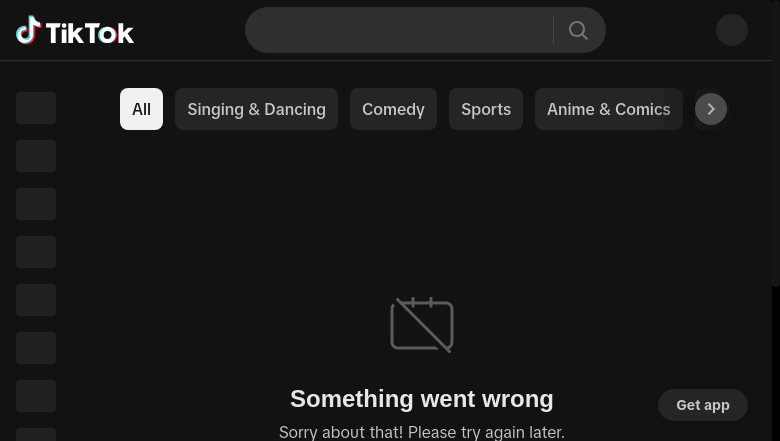 TikTok
All
Singing & Dancing
Comedy
Sports
Anime & Comics
Something went wrong
Sorry about that! Please try again later.
Get app